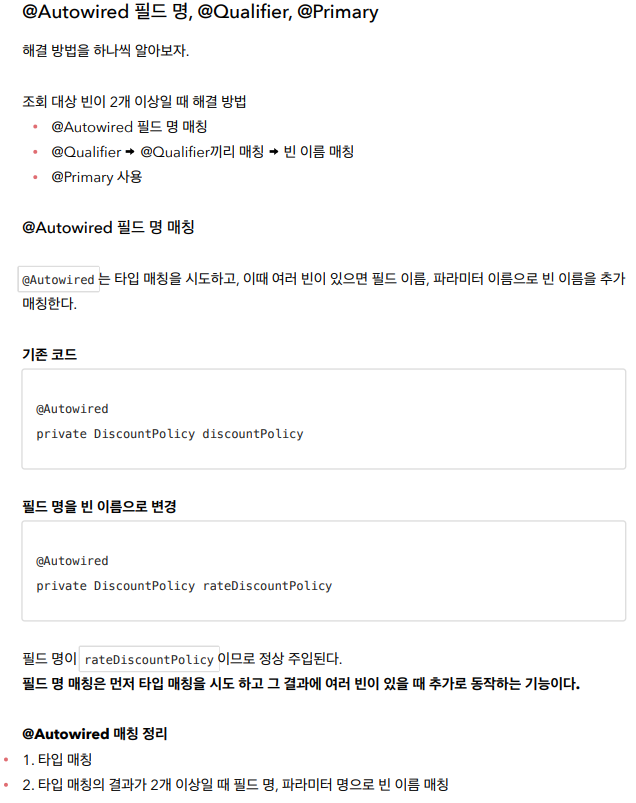 @Autowired 필드 명, @Qualifier, @Primary
해결 방법을 하나씩 알아보자.
조회 대상 빈이 2개 이상일 때 해결 방법
• @Autowired 필드 명 매칭
• @Qualifier ➡ @Qualifier끼리 매칭 ➡ 빈 이름 매칭
• @Primary 사용
@Autowired 필드 명 매칭
@Autowired 는 타입 매칭을 시도하고, 이때 여러 빈이 있으면 필드 이름, 파라미터 이름으로 빈 이름을 추가
매칭한다.
기존 코드
@Autowired
private DiscountPolicy discountPolicy
필드 명을 빈 이름으로 변경
@Autowired
private DiscountPolicy rateDiscountPolicy
필드 명이 rateDiscountPolicy 이므로 정상 주입된다.
필드 명 매칭은 먼저 타입 매칭을 시도 하고 그 결과에 여러 빈이 있을 때 추가로 동작하는 기능이다.
@Autowired 매칭 정리
• 1. 타입 매칭
• 2. 타입 매칭의 결과가 2개 이상일 때 필드 명, 파라미터 명으로 빈 이름 매칭